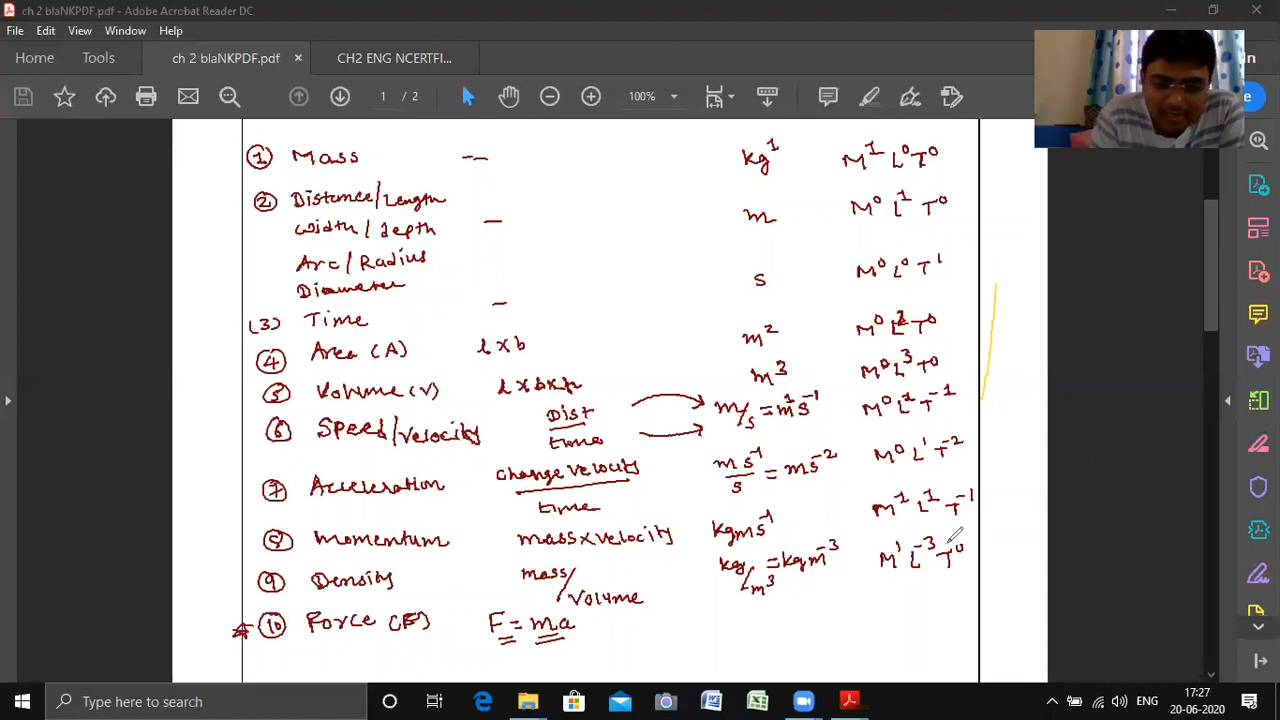 ch 2 blaNKPDF.pdf - Adobe Acrobat Reader DC
File Edit View Window Help
Home Tools ch 2 blaNKPDF.pdf × CH2 ENG NCERTFI... In
1 / 2 100%
① Mass -- kg¹ M¹ L⁰ T⁰
② Distance/Length
Width / depth — m M⁰ L¹ T⁰
Arc / Radius
Diameter — s M⁰ L⁰ T¹
(3) Time
④ Area (A) l x b m² M⁰ L² T⁰
⑤ Volume (V) l x b x h m³ M⁰ L³ T⁰
⑥ Speed/velocity Dist/time m/s = m¹ s⁻¹ M⁰ L¹ T⁻¹
⑦ Acceleration change velocity/time m s⁻¹/s = m s⁻² M⁰ L¹ T⁻²
⑧ Momentum mass x velocity kg m s⁻¹ M¹ L¹ T⁻¹
⑨ Density mass/volume kg/m³ = kg m⁻³ M¹ L⁻³ T⁰
⑩ Force (F) F = ma
Type here to search
ENG 17:27
20-06-2020